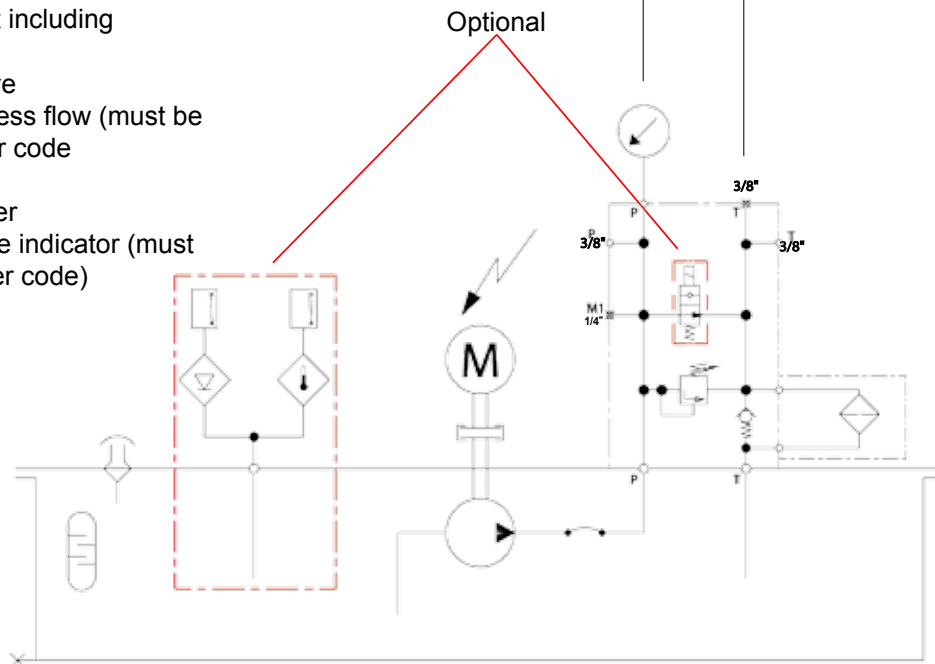 t including
Optional
re
ess flow (must be
r code
er
e indicator (must
er code)
3/8"
P
T
P
3/8"
T
3/8"
M1
1/4"
M
P
T